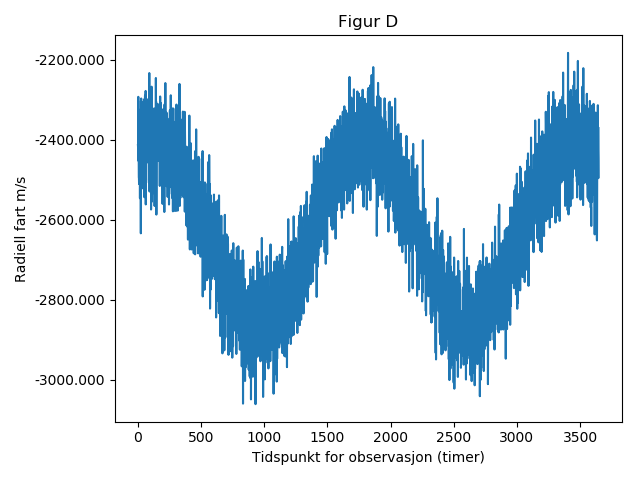 Figur D
-2200.000
-2400.000
-2600.000
-2800.000
-3000.000
Radiell fart m/s
0 500 1000 1500 2000 2500 3000 3500
Tidspunkt for observasjon (timer)